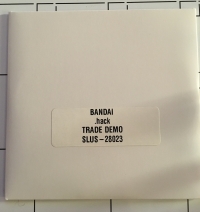 BANDAI
.hack
TRADE DEMO
SLUS-28023